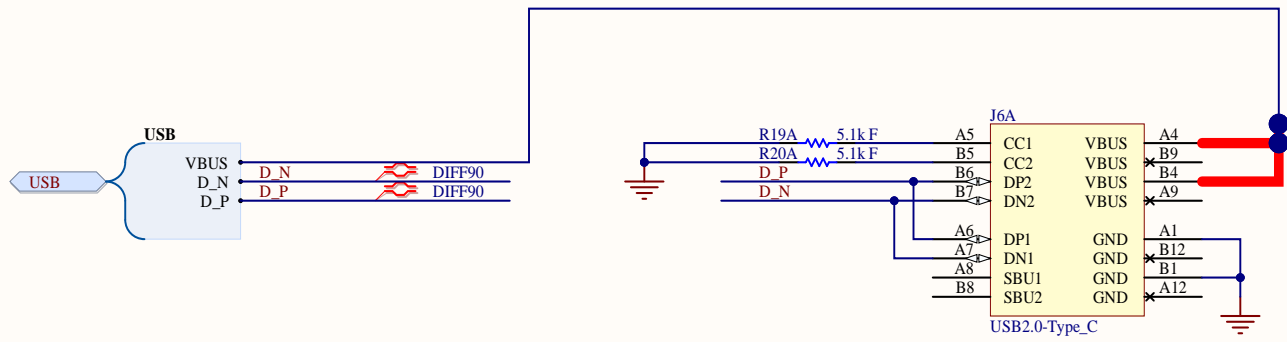 J6A
R19A 5.1k F A5 CC1 VBUS A4
USB
R20A 5.1k F B5 CC2 VBUS B9
VBUS
D_N DIFF90 D_P B6 DP2 VBUS B4
USB D_N
D_P DIFF90 D_N B7 DN2 VBUS A9
D_P
A6 DP1 GND A1
A7 DN1 GND B12
A8 SBU1 GND B1
B8 SBU2 GND A12
USB2.0-Type_C